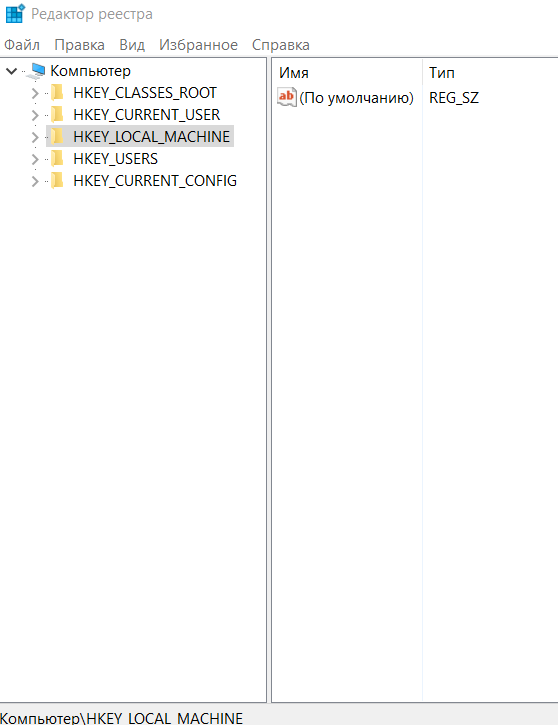 Редактор реестра
Файл Правка Вид Избранное Справка
Компьютер
HKEY_CLASSES_ROOT
HKEY_CURRENT_USER
HKEY_LOCAL_MACHINE
HKEY_USERS
HKEY_CURRENT_CONFIG
Имя Тип
ab (По умолчанию) REG_SZ
Компьютер\HKEY_LOCAL_MACHINE